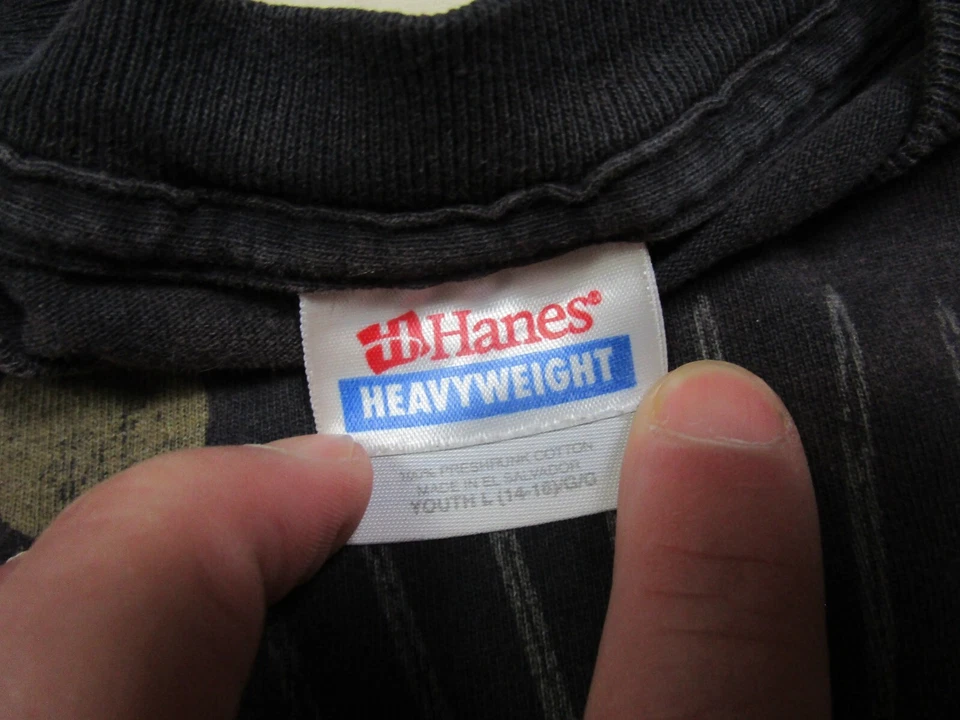 Hanes®
HEAVYWEIGHT
100% PRESHRUNK COTTON
MADE IN EL SALVADOR
YOUTH L (14-16)/G/G